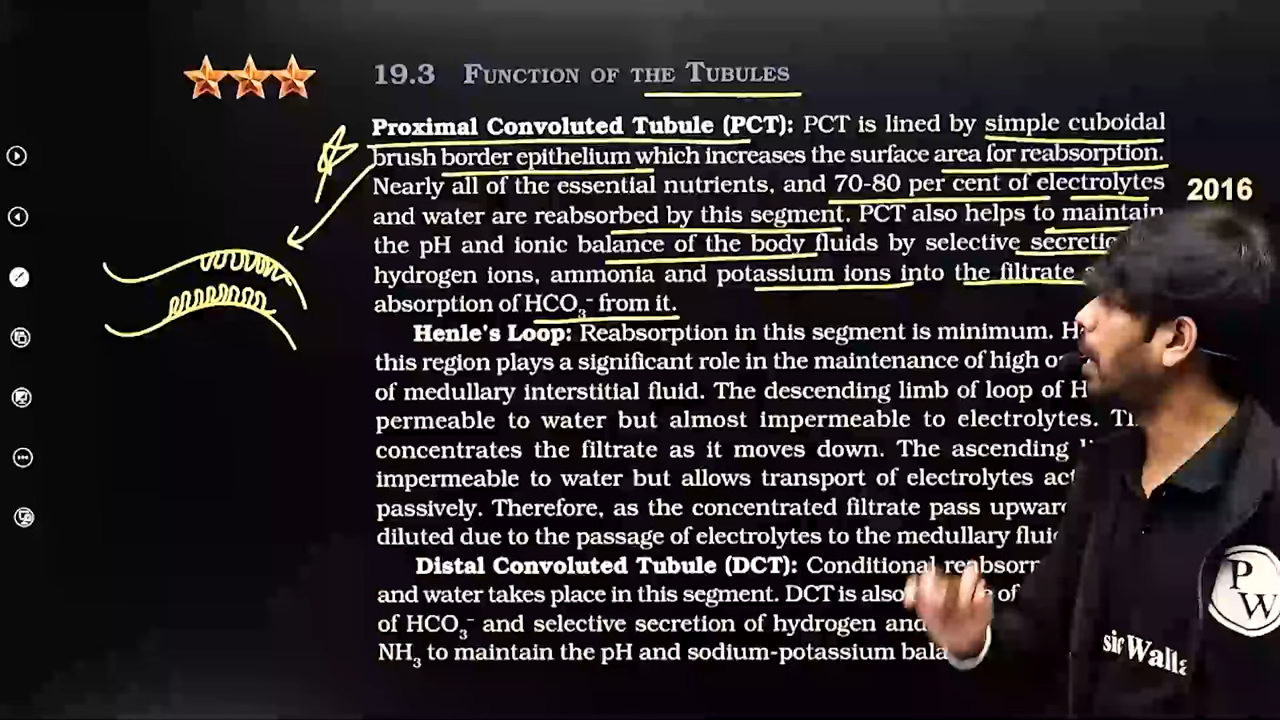 19.3 FUNCTION OF THE TUBULES
Proximal Convoluted Tubule (PCT): PCT is lined by simple cuboidal
brush border epithelium which increases the surface area for reabsorption.
Nearly all of the essential nutrients, and 70-80 per cent of electrolytes
2016
and water are reabsorbed by this segment. PCT also helps to maintain
the pH and ionic balance of the body fluids by selective
hydrogen ions, ammonia and potassium ions into the filtrate
absorption of HCO₃⁻ from it.
Henle's Loop: Reabsorption in this segment is minimum.
this region plays a significant role in the maintenance of high
of medullary interstitial fluid. The descending limb of loop of
permeable to water but almost impermeable to electrolytes.
concentrates the filtrate as it moves down. The ascending
impermeable to water but allows transport of electrolytes
passively. Therefore, as the concentrated filtrate pass
diluted due to the passage of electrolytes to the medullary
Distal Convoluted Tubule (DCT): Conditional
and water takes place in this segment. DCT is also of
of HCO₃⁻ and selective secretion of hydrogen and
NH₃ to maintain the pH and sodium-potassium
P
W